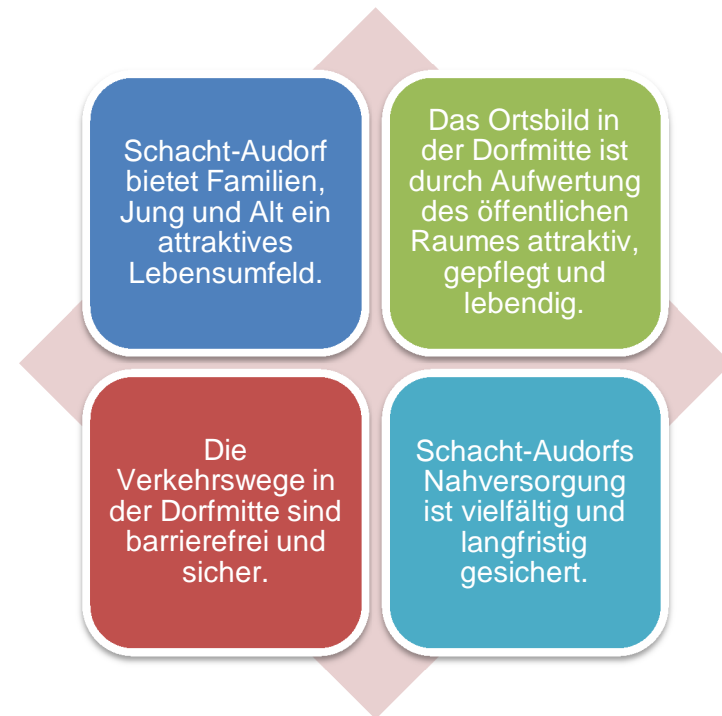 Schacht-Audorf
bietet Familien,
Jung und Alt ein
attraktives
Lebensumfeld.
Das Ortsbild in
der Dorfmitte ist
durch Aufwertung
des öffentlichen
Raumes attraktiv,
gepflegt und
lebendig.
Die
Verkehrswege in
der Dorfmitte sind
barrierefrei und
sicher.
Schacht-Audorfs
Nahversorgung
ist vielfältig und
langfristig
gesichert.